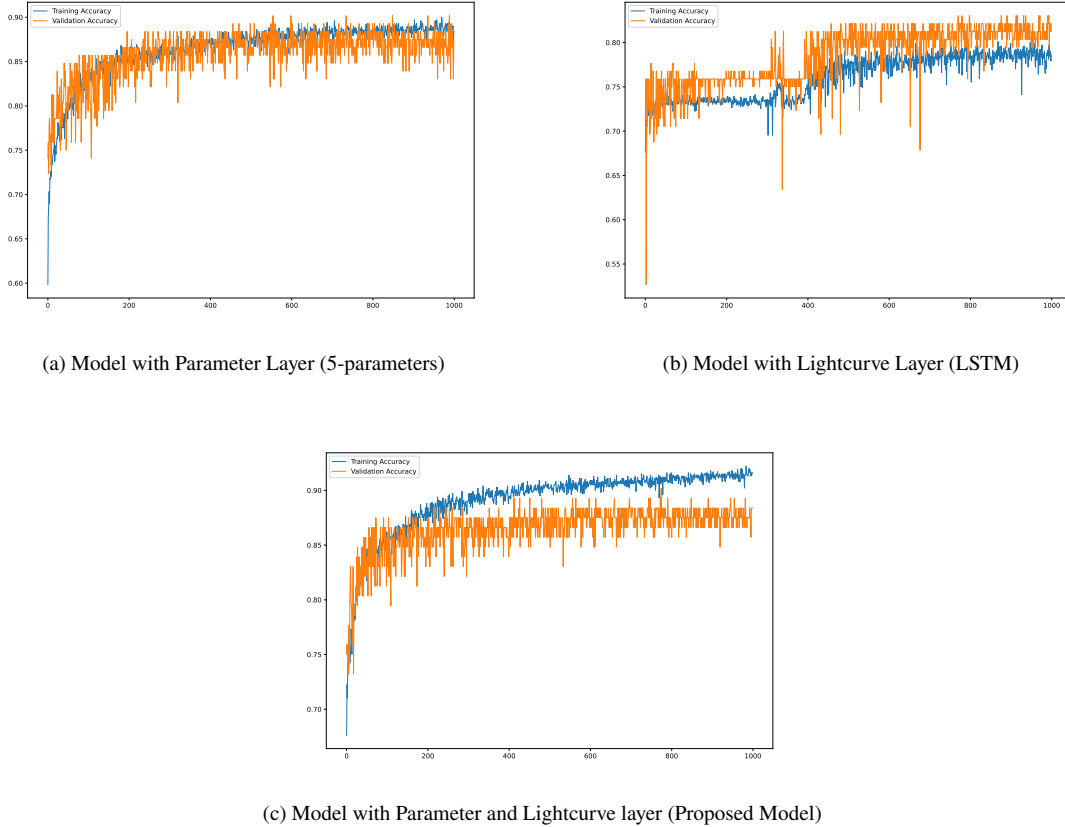 Training Accuracy
Validation Accuracy
0.90
0.85
0.80
0.75
0.70
0.65
0.60
0 200 400 600 800 1000
(a) Model with Parameter Layer (5-parameters)
Training Accuracy
Validation Accuracy
0.80
0.75
0.70
0.65
0.60
0.55
0 200 400 600 800 1000
(b) Model with Lightcurve Layer (LSTM)
Training Accuracy
Validation Accuracy
0.90
0.85
0.80
0.75
0.70
0 200 400 600 800 1000
(c) Model with Parameter and Lightcurve layer (Proposed Model)